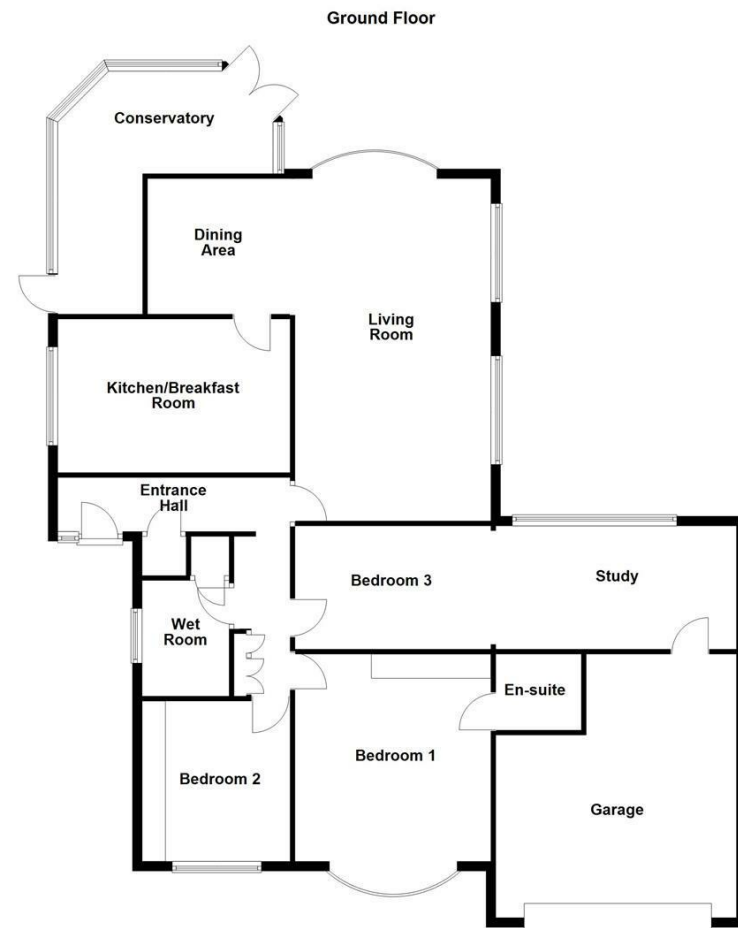 Ground Floor
Conservatory
Dining
Area
Living
Room
Kitchen/Breakfast
Room
Entrance
Hall
Bedroom 3
Study
Wet
Room
En-suite
Bedroom 2
Bedroom 1
Garage